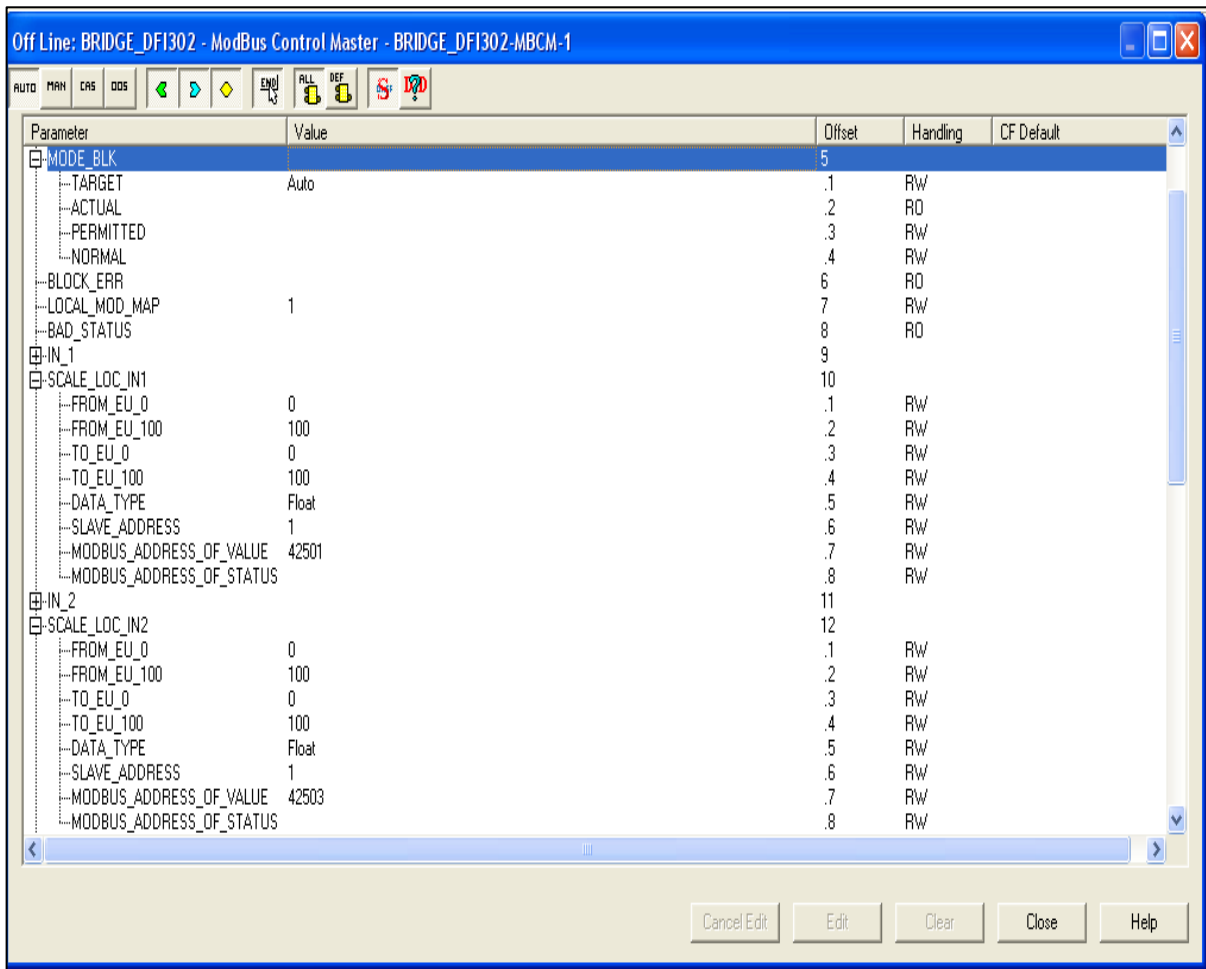 Off Line: BRIDGE_DFI302 - ModBus Control Master - BRIDGE_DFI302-MBCM-1
AUTO MAN CAS OOS END ALL DEF
Parameter Value Offset Handling CF Default
MODE_BLK 5
TARGET Auto .1 RW
ACTUAL .2 RO
PERMITTED .3 RW
NORMAL .4 RW
BLOCK_ERR 6 RO
LOCAL_MOD_MAP 1 7 RW
BAD_STATUS 8 RO
IN_1 9
SCALE_LOC_IN1 10
FROM_EU_0 0 .1 RW
FROM_EU_100 100 .2 RW
TO_EU_0 0 .3 RW
TO_EU_100 100 .4 RW
DATA_TYPE Float .5 RW
SLAVE_ADDRESS 1 .6 RW
MODBUS_ADDRESS_OF_VALUE 42501 .7 RW
MODBUS_ADDRESS_OF_STATUS .8 RW
IN_2 11
SCALE_LOC_IN2 12
FROM_EU_0 0 .1 RW
FROM_EU_100 100 .2 RW
TO_EU_0 0 .3 RW
TO_EU_100 100 .4 RW
DATA_TYPE Float .5 RW
SLAVE_ADDRESS 1 .6 RW
MODBUS_ADDRESS_OF_VALUE 42503 .7 RW
MODBUS_ADDRESS_OF_STATUS .8 RW
Cancel Edit Edit Clear Close Help